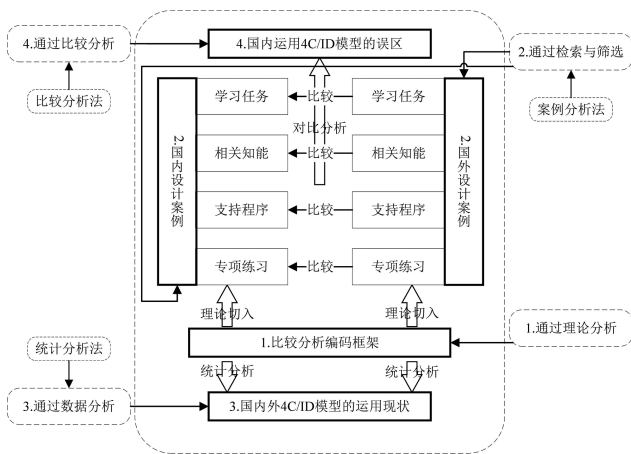 4.通过比较分析
4.国内运用4C/ID模型的误区
2.通过检索与筛选
比较分析法
案例分析法
学习任务
比较
学习任务
对比分析
相关知能
比较
相关知能
2.国内设计案例
2.国外设计案例
支持程序
比较
支持程序
专项练习
比较
专项练习
理论切入
理论切入
1.比较分析编码框架
1.通过理论分析
统计分析法
统计分析
统计分析
3.通过数据分析
3.国内外4C/ID模型的运用现状